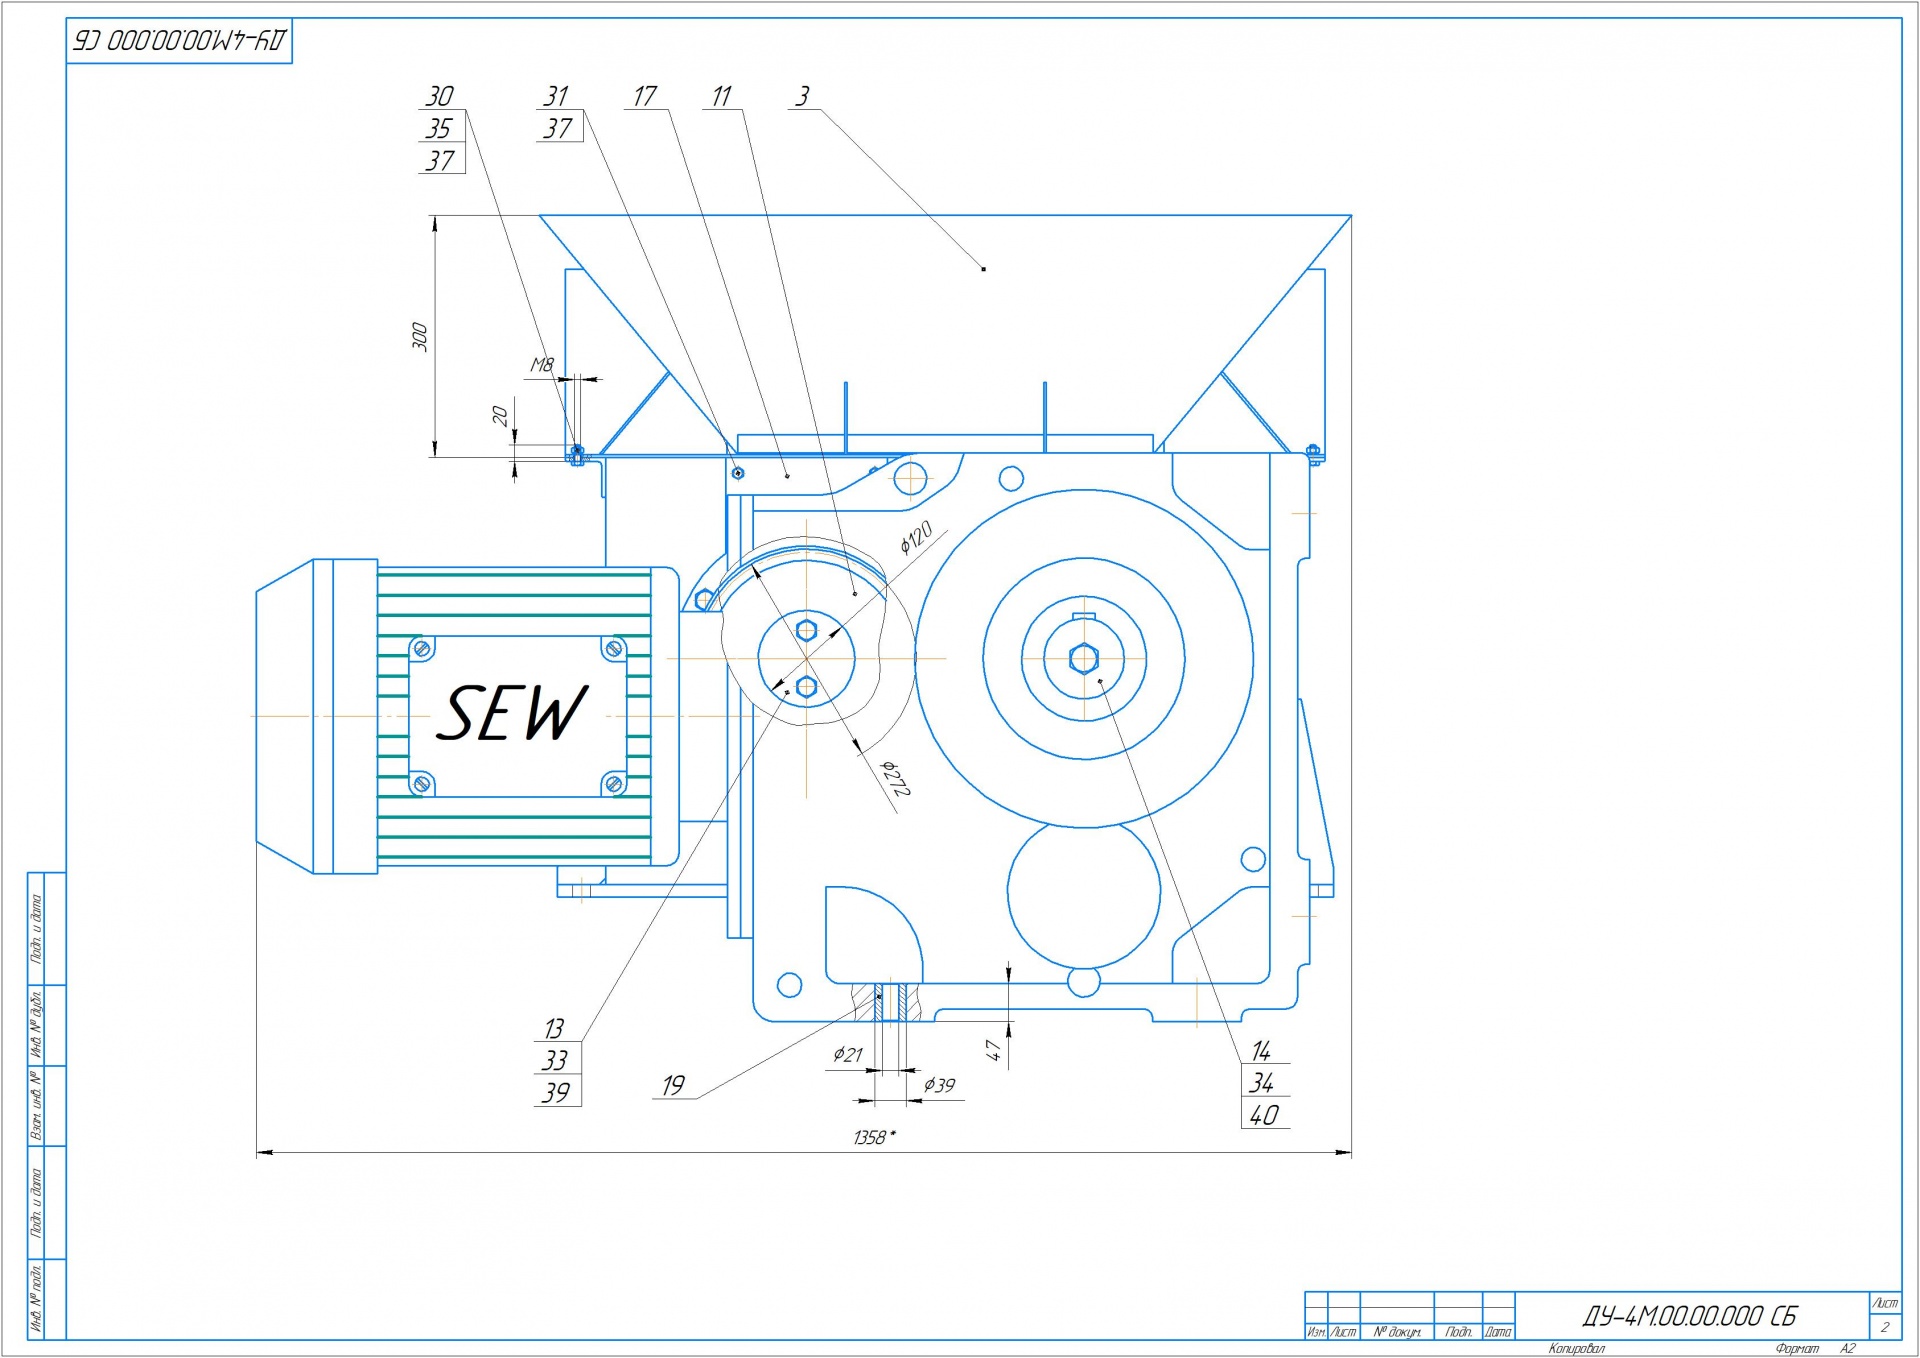 ДУ-4М.00.00.000 СБ
30
35
37
31
37
17
11
3
300
М8
20
ϕ120
ϕ272
SEW
13
33
39
19
ϕ21
ϕ39
47
14
34
40
1358*
Подп. и дата
Инв. № дубл.
Взам. инв. №
Подп. и дата
Инв. № подл.
ДУ-4М.00.00.000 СБ
Лист
2
Изм. Лист № докум. Подп. Дата
Копировал Формат А2